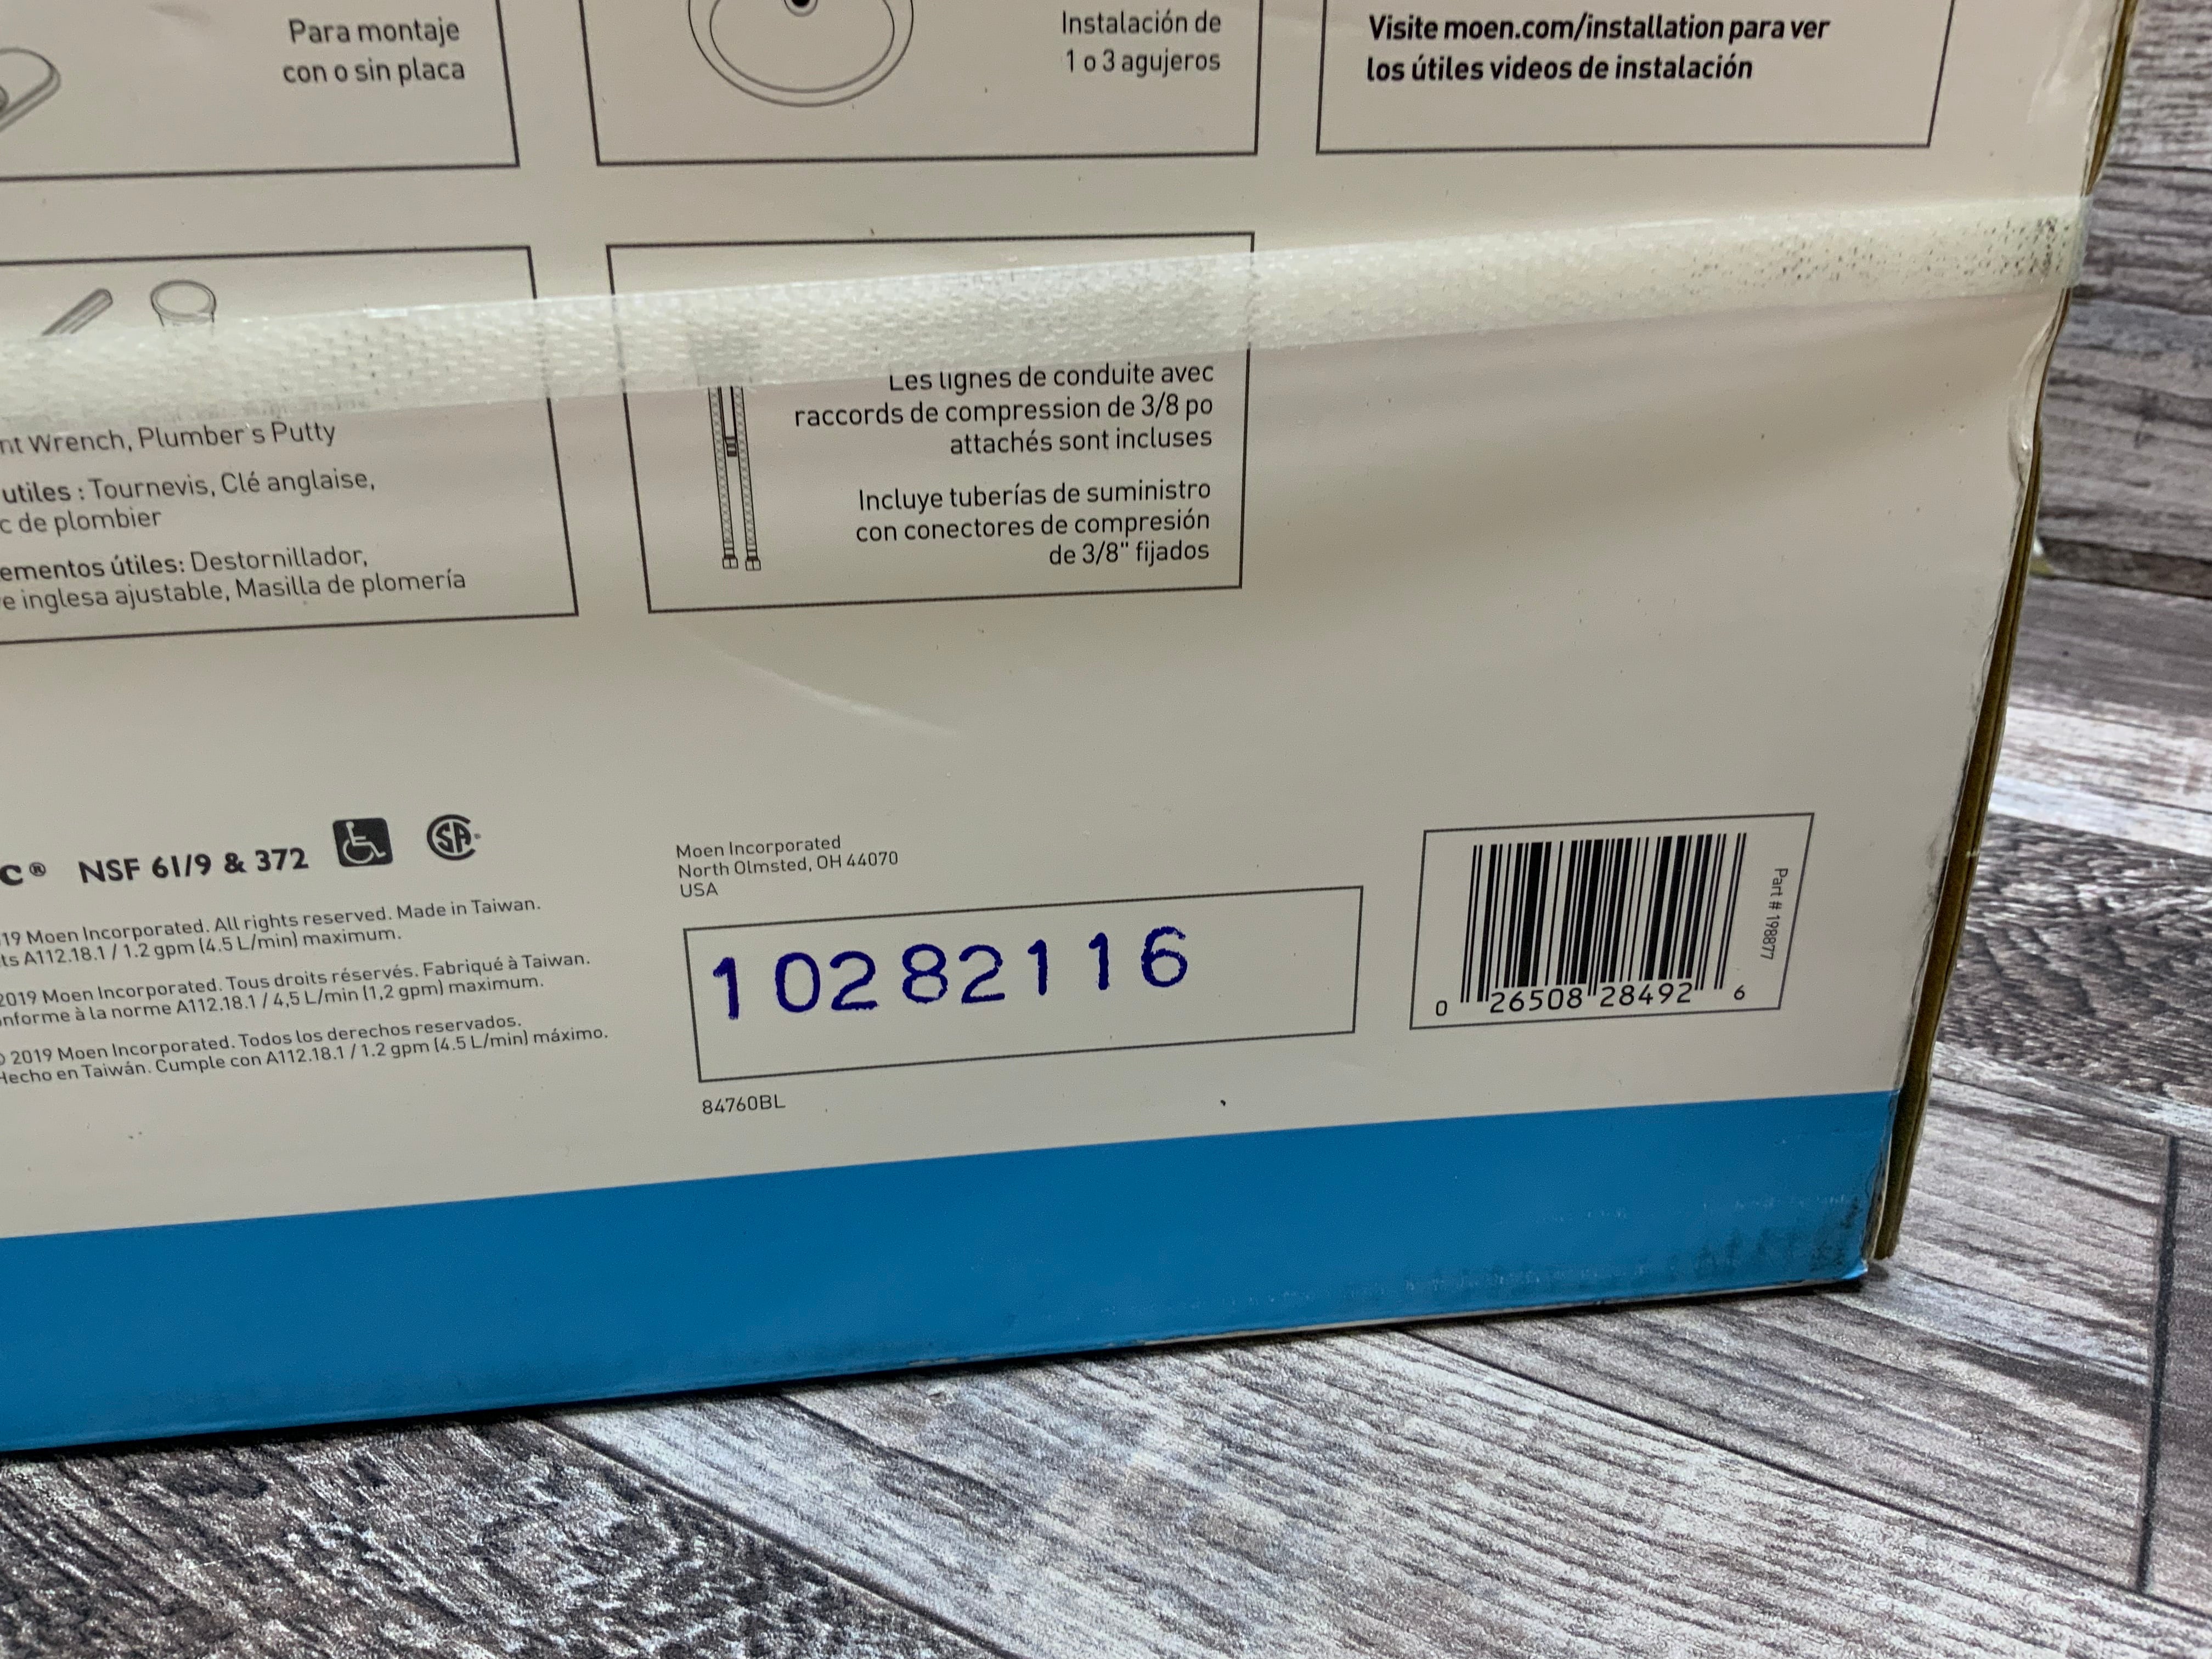 Para montaje
con o sin placa
Instalación de
1 o 3 agujeros
Visite moen.com/installation para ver
los útiles videos de instalación
Wrench, Plumber's Putty
utiles : Tournevis, Clé anglaise,
de plombier
útiles: Destornillador,
inglesa ajustable, Masilla de plomería
Les lignes de conduite avec
raccords de compression de 3/8 po
attachés sont incluses
Incluye tuberías de suministro
con conectores de compresión
de 3/8" fijados
NSF 61/9 & 372
Moen Incorporated. All rights reserved. Made in Taiwan.
A112.18.1 / 1.2 gpm (4.5 L/min) maximum.
2019 Moen Incorporated. Tous droits réservés. Fabriqué à Taiwan.
à la norme A112.18.1 / 4,5 L/min (1,2 gpm) maximum.
© 2019 Moen Incorporated. Todos los derechos reservados.
Hecho en Taiwán. Cumple con A112.18.1 / 1.2 gpm (4.5 L/min) máximo.
Moen Incorporated
North Olmsted, OH 44070
USA
10282116
84760BL
0 26508 28492 6
Part # 198877